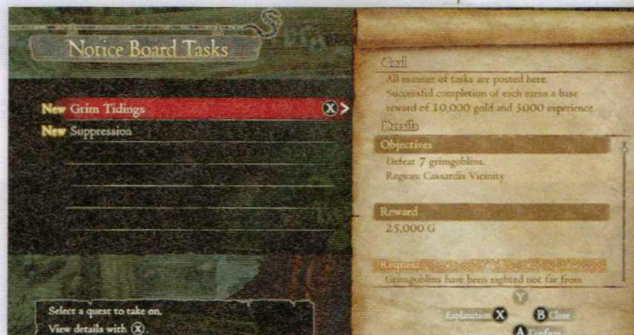 Notice Board Tasks
New Grim Tidings X
New Suppression
Select a quest to take on.
View details with X.
All manner of tasks are posted here.
Successful completion of each earns a base
reward of 10,000 gold and 5000 experience
Details
Objectives
Defeat 7 grimgoblins.
Region: Cassardis Vicinity
Reward
25,000 G
Request
Grimgoblins have been sighted not far from
Y
Explanation X B Close
A Confirm